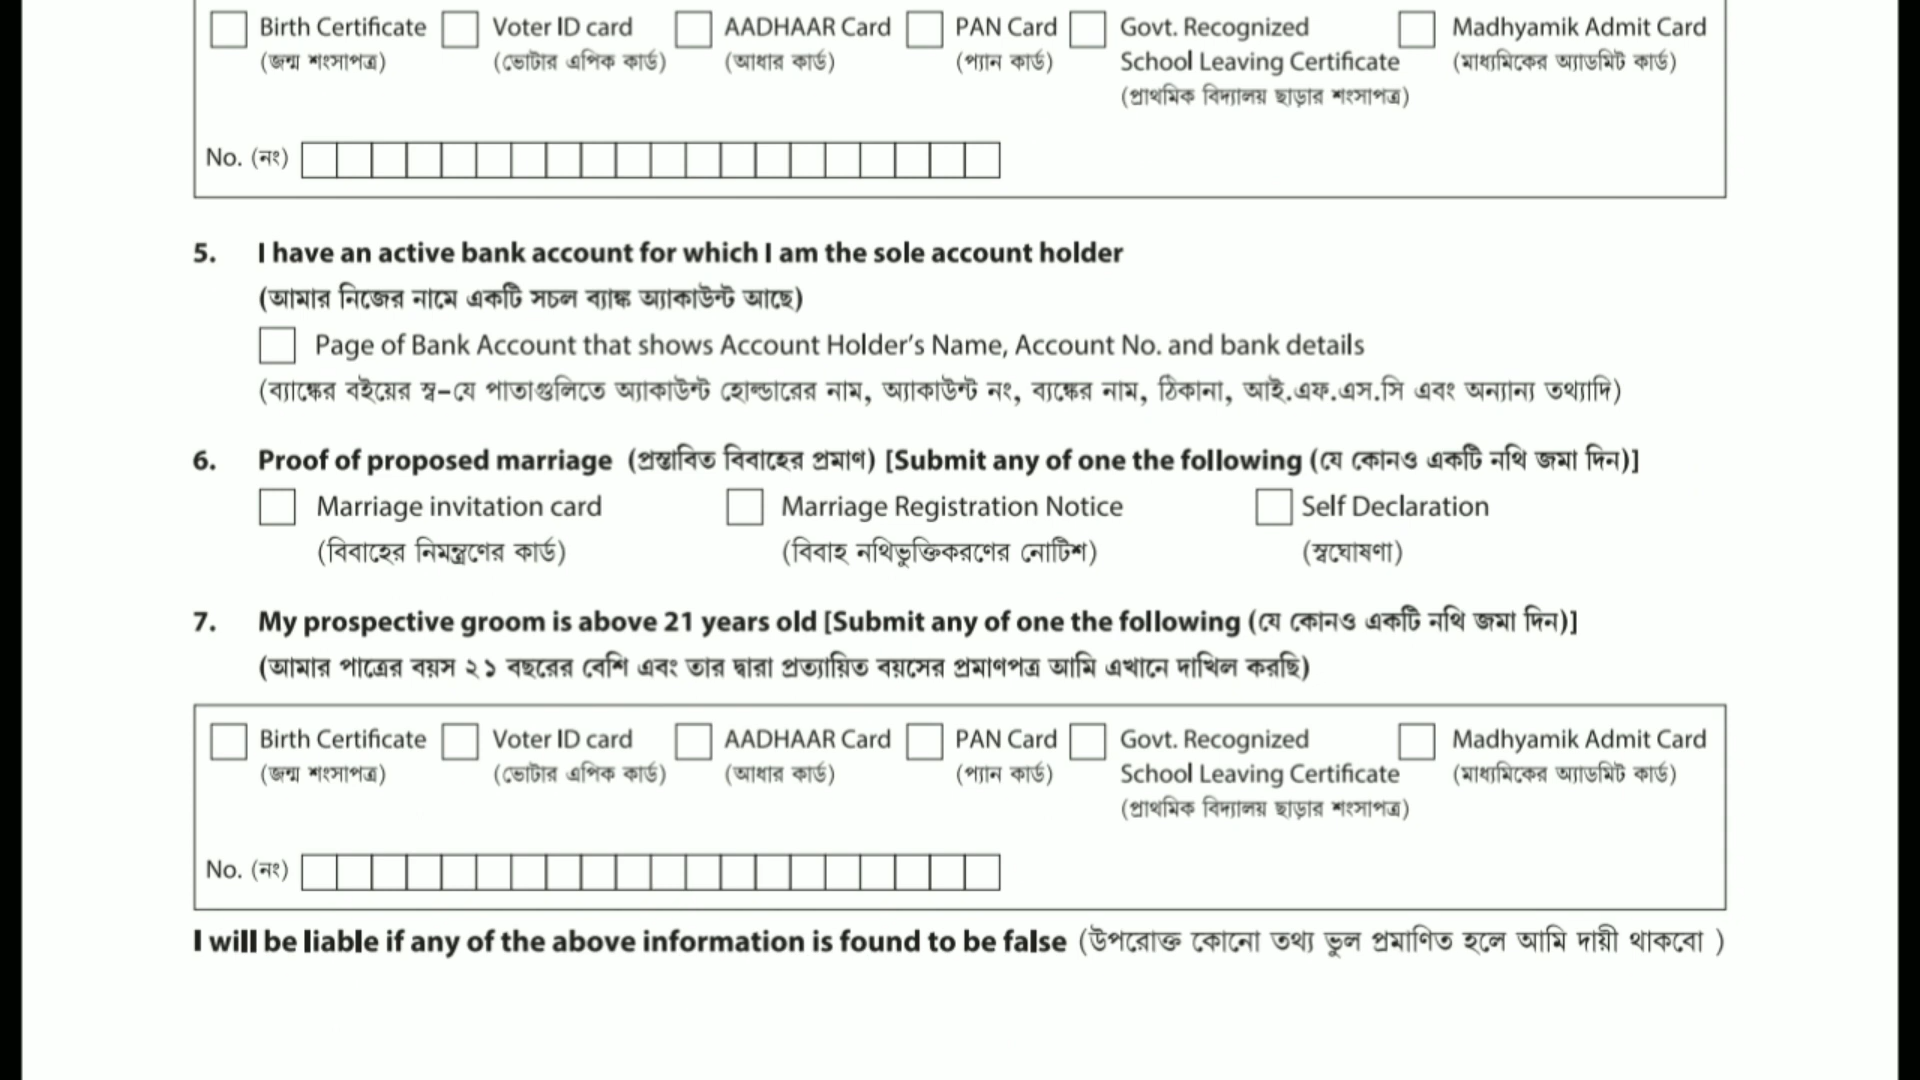 Birth Certificate Voter ID card AADHAAR Card PAN Card Govt. Recognized Madhyamik Admit Card
(জন্ম শংসাপত্র) (ভোটার এপিক কার্ড) (আধার কার্ড) (প্যান কার্ড) School Leaving Certificate (মাধ্যমিকের অ্যাডমিট কার্ড)
(প্রাথমিক বিদ্যালয় ছাড়ার শংসাপত্র)
No. (নং)
5. I have an active bank account for which I am the sole account holder
(আমার নিজের নামে একটি সচল ব্যাঙ্ক অ্যাকাউন্ট আছে)
Page of Bank Account that shows Account Holder's Name, Account No. and bank details
(ব্যাঙ্কের বইয়ের স্ব-যে পাতাগুলিতে অ্যাকাউন্ট হোল্ডারের নাম, অ্যাকাউন্ট নং, ব্যঙ্কের নাম, ঠিকানা, আই.এফ.এস.সি এবং অন্যান্য তথ্যাদি)
6. Proof of proposed marriage (প্রস্তাবিত বিবাহের প্রমাণ) [Submit any of one the following (যে কোনও একটি নথি জমা দিন)]
Marriage invitation card Marriage Registration Notice Self Declaration
(বিবাহের নিমন্ত্রণের কার্ড) (বিবাহ নথিভুক্তিকরণের নোটিশ) (স্বঘোষণা)
7. My prospective groom is above 21 years old [Submit any of one the following (যে কোনও একটি নথি জমা দিন)]
(আমার পাত্রের বয়স ২১ বছরের বেশি এবং তার দ্বারা প্রত্যায়িত বয়সের প্রমাণপত্র আমি এখানে দাখিল করছি)
Birth Certificate Voter ID card AADHAAR Card PAN Card Govt. Recognized Madhyamik Admit Card
(জন্ম শংসাপত্র) (ভোটার এপিক কার্ড) (আধার কার্ড) (প্যান কার্ড) School Leaving Certificate (মাধ্যমিকের অ্যাডমিট কার্ড)
(প্রাথমিক বিদ্যালয় ছাড়ার শংসাপত্র)
No. (নং)
I will be liable if any of the above information is found to be false (উপরোক্ত কোনো তথ্য ভুল প্রমাণিত হলে আমি দায়ী থাকবো )